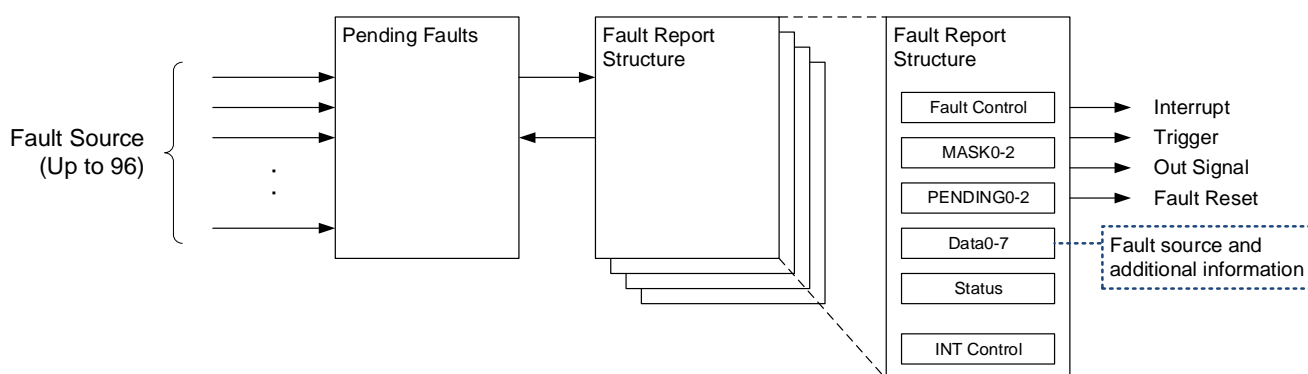 Fault Source
(Up to 96)
.
.
Pending Faults
Fault Report
Structure
Fault Report
Structure
Fault Control
MASK0-2
PENDING0-2
Data0-7
Status
INT Control
Interrupt
Trigger
Out Signal
Fault Reset
Fault source and
additional information